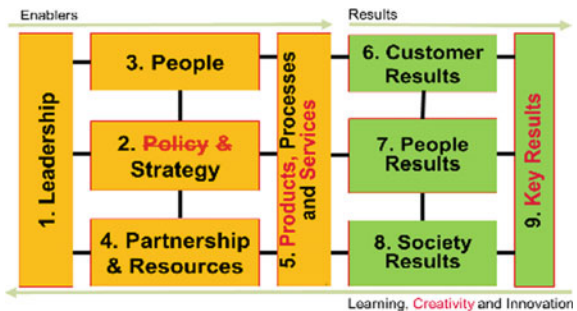 Enablers
Results
1. Leadership
3. People
2. Policy &
Strategy
4. Partnership
& Resources
5. Products, Processes
and Services
6. Customer
Results
7. People
Results
8. Society
Results
9. Key Results
Learning, Creativity and Innovation